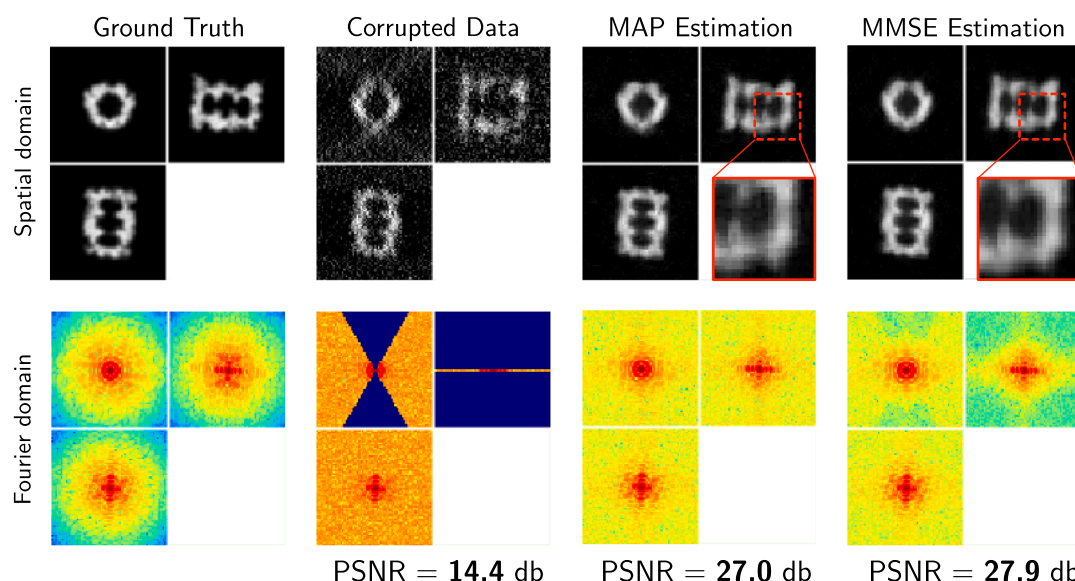 Ground Truth
Corrupted Data
MAP Estimation
MMSE Estimation
Spatial domain
Fourier domain
PSNR = 14.4 db
PSNR = 27.0 db
PSNR = 27.9 db